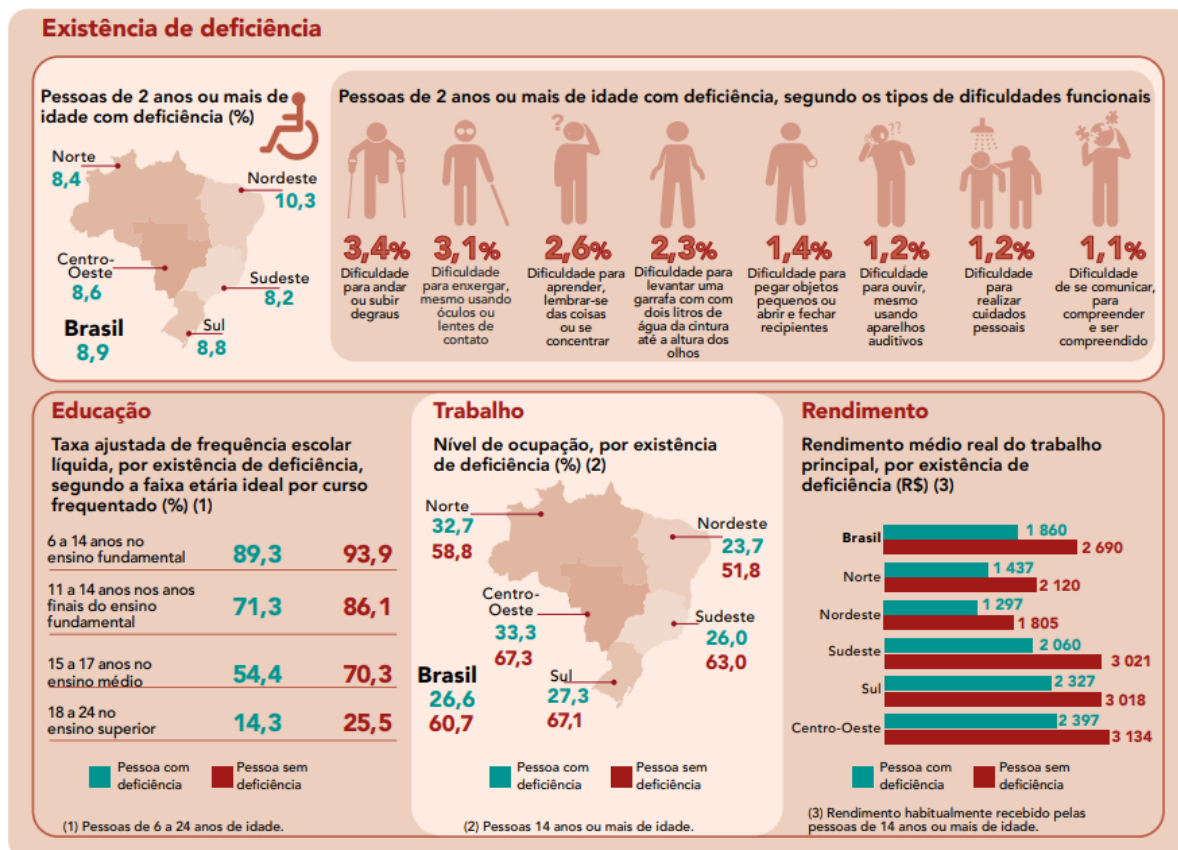 Existência de deficiência
Pessoas de 2 anos ou mais de
idade com deficiência (%)
Norte
8,4
Nordeste
10,3
Centro-
Oeste
8,6
Sudeste
8,2
Brasil
8,9
Sul
8,8
Pessoas de 2 anos ou mais de idade com deficiência, segundo os tipos de dificuldades funcionais
?
??
3,4%
Dificuldade
para andar
ou subir
degraus
3,1%
Dificuldade
para enxergar,
mesmo usando
óculos ou
lentes de
contato
2,6%
Dificuldade para
aprender,
lembrar-se
das coisas
ou se
concentrar
2,3%
Dificuldade para
levantar uma
garrafa com com
dois litros de
água da cintura
até a altura dos
olhos
1,4%
Dificuldade para
pegar objetos
pequenos ou
abrir e fechar
recipientes
1,2%
Dificuldade
para ouvir,
mesmo
usando
aparelhos
auditivos
1,2%
Dificuldade
para
realizar
cuidados
pessoais
1,1%
Dificuldade
de se comunicar,
para
compreender
e ser
compreendido
Educação
Taxa ajustada de frequência escolar
líquida, por existência de deficiência,
segundo a faixa etária ideal por curso
frequentado (%) (1)
6 a 14 anos no
ensino fundamental
89,3 93,9
11 a 14 anos nos anos
finais do ensino
fundamental
71,3 86,1
15 a 17 anos no
ensino médio
54,4 70,3
18 a 24 no
ensino superior
14,3 25,5
Pessoa com
deficiência
Pessoa sem
deficiência
(1) Pessoas de 6 a 24 anos de idade.
Trabalho
Nível de ocupação, por existência
de deficiência (%) (2)
Norte
32,7
58,8
Nordeste
23,7
51,8
Centro-
Oeste
33,3
67,3
Sudeste
26,0
63,0
Brasil
26,6
60,7
Sul
27,3
67,1
Pessoa com
deficiência
Pessoa sem
deficiência
(2) Pessoas 14 anos ou mais de idade.
Rendimento
Rendimento médio real do trabalho
principal, por existência de
deficiência (R$) (3)
Brasil
1 860
2 690
Norte
1 437
2 120
Nordeste
1 297
1 805
Sudeste
2 060
3 021
Sul
2 327
3 018
Centro-Oeste
2 397
3 134
Pessoa com
deficiência
Pessoa sem
deficiência
(3) Rendimento habitualmente recebido pelas
pessoas de 14 anos ou mais de idade.